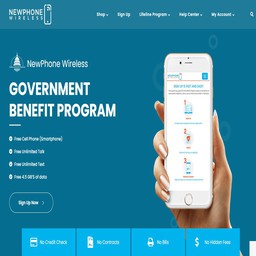 NEWPHONE
WIRELESS
Shop
Sign Up
Lifeline Program
Help Center
My Account
NewPhone Wireless
GOVERNMENT
BENEFIT PROGRAM
Free Cell Phone (Smartphone)
Free Unlimited Talk
Free Unlimited Text
Free 4.5 GB'S of data
Sign Up Now
No Credit Check
No Contracts
No Bills
No Hidden Fees